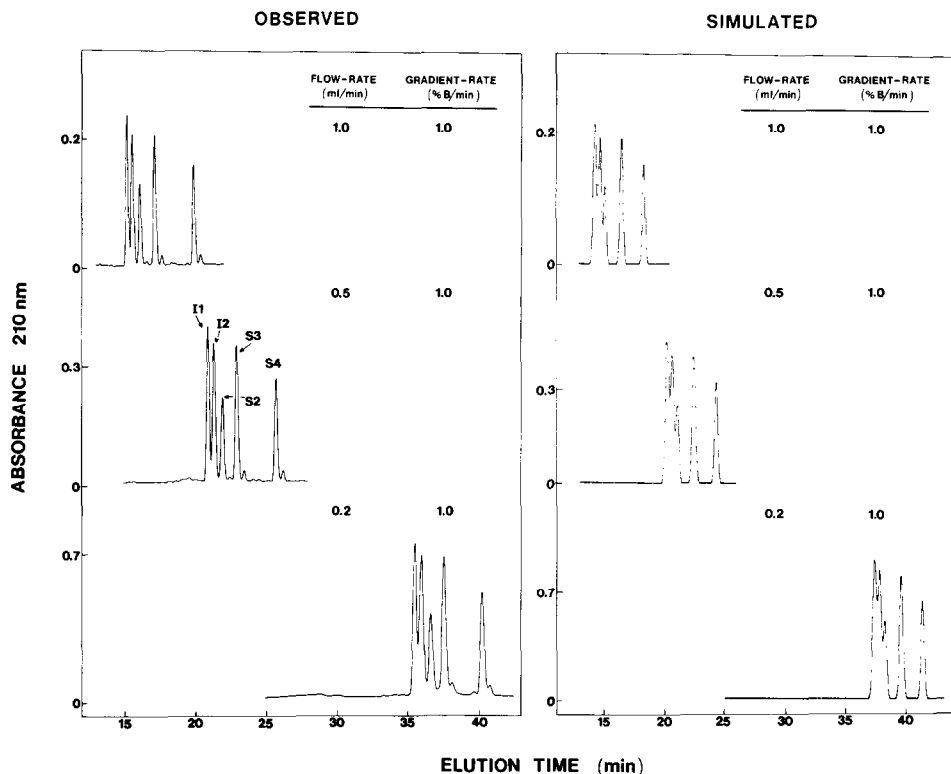 OBSERVED
SIMULATED
FLOW-RATE GRADIENT-RATE
(ml/min) (%B/min)
1.0 1.0
0.5 1.0
0.2 1.0
I1
I2
S3
S4
S2
0.2
0
0.3
0
0.7
0
15 20 25 30 35 40
FLOW-RATE GRADIENT-RATE
(ml/min) (%B/min)
1.0 1.0
0.5 1.0
0.2 1.0
0.2
0
0.3
0
0.7
0
15 20 25 30 35 40
ABSORBANCE 210 nm
ELUTION TIME (min)